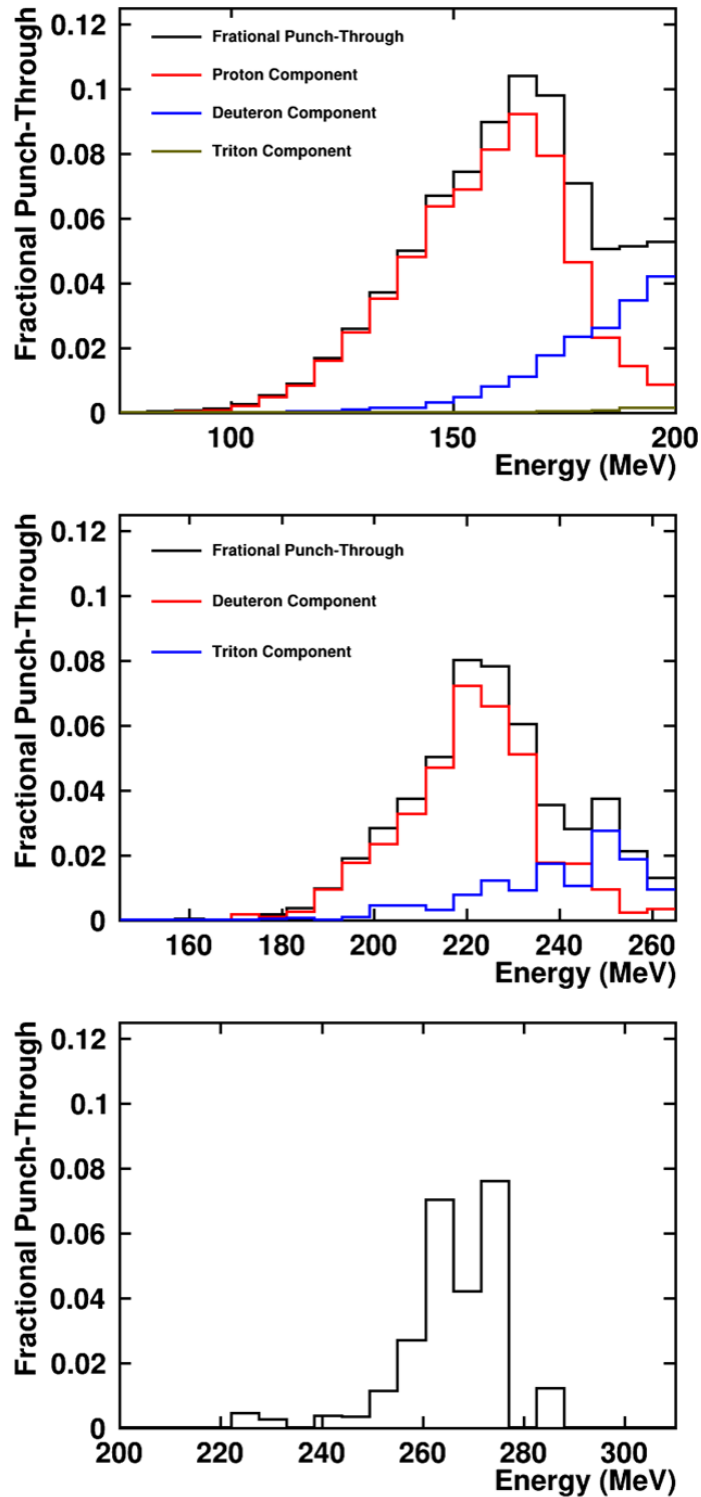 Fractional Punch-Through
0.12
0.1
0.08
0.06
0.04
0.02
0
Frational Punch-Through
Proton Component
Deuteron Component
Triton Component
100
150
200
Energy (MeV)
Fractional Punch-Through
0.12
0.1
0.08
0.06
0.04
0.02
0
Frational Punch-Through
Deuteron Component
Triton Component
160
180
200
220
240
260
Energy (MeV)
Fractional Punch-Through
0.12
0.1
0.08
0.06
0.04
0.02
0
200
220
240
260
280
300
Energy (MeV)